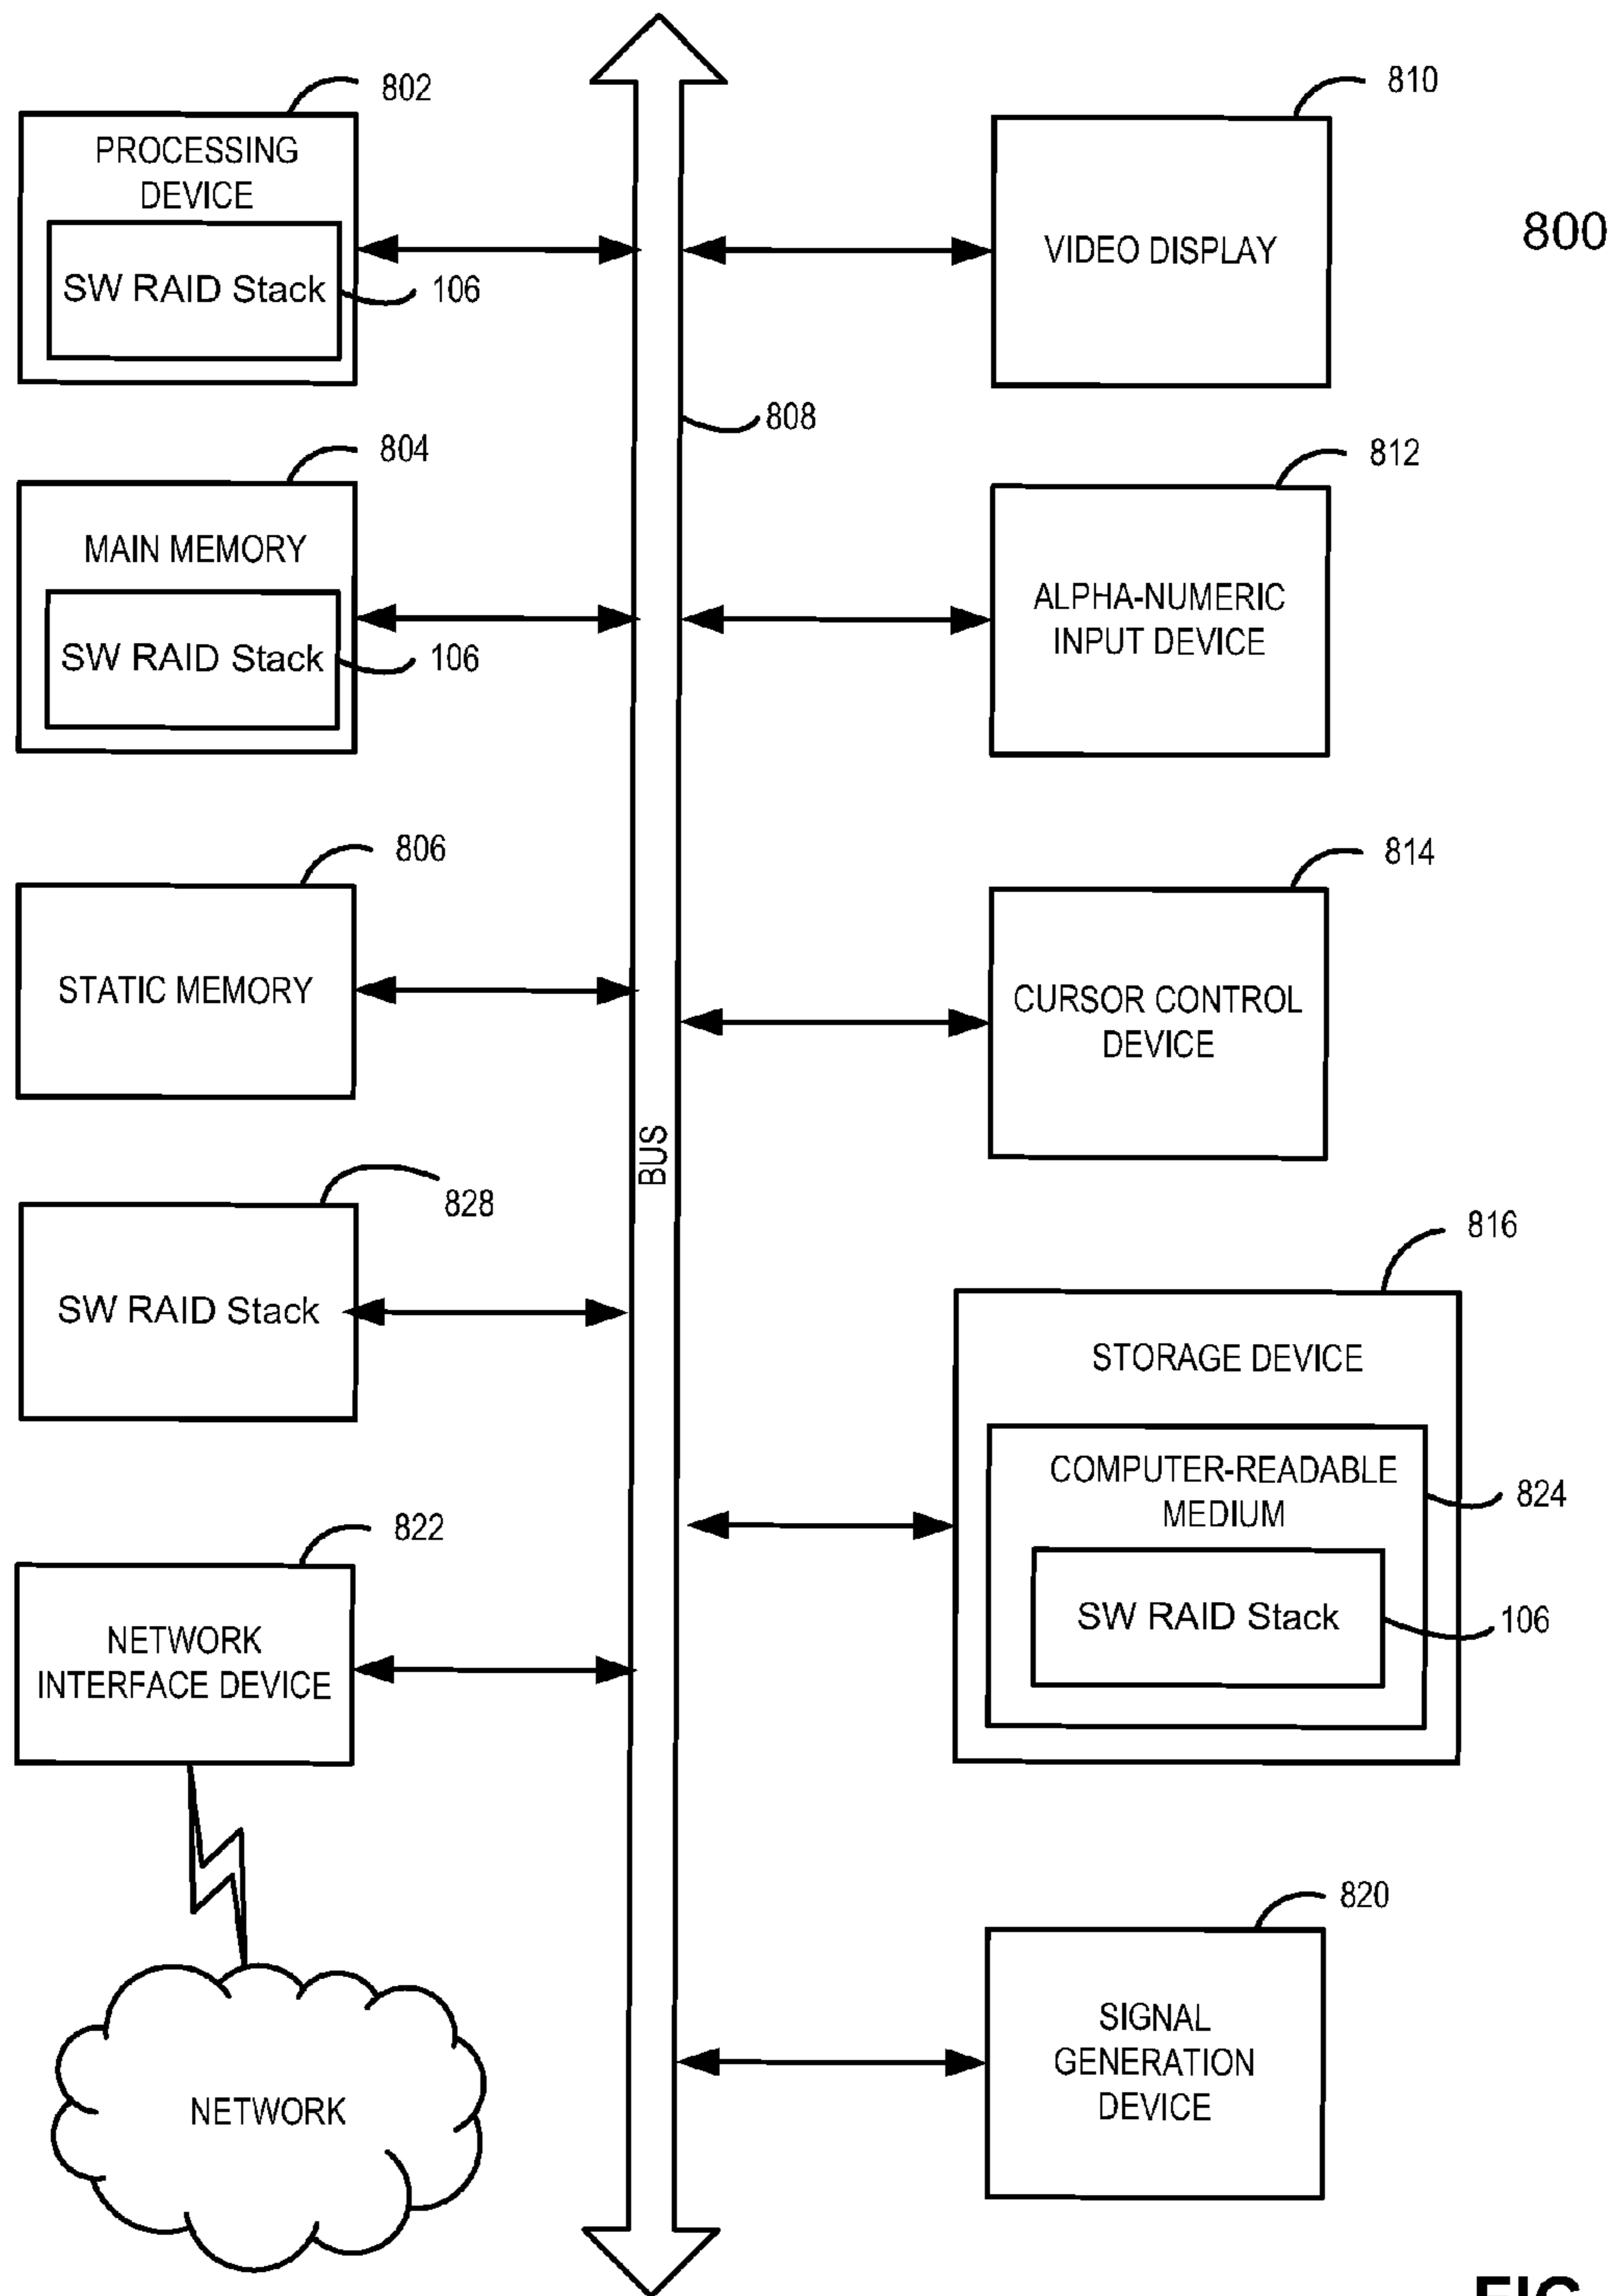 802
PROCESSING
DEVICE
SW RAID Stack
106
804
MAIN MEMORY
SW RAID Stack
106
806
STATIC MEMORY
828
SW RAID Stack
822
NETWORK
INTERFACE DEVICE
NETWORK
808
BUS
810
VIDEO DISPLAY
800
812
ALPHA-NUMERIC
INPUT DEVICE
814
CURSOR CONTROL
DEVICE
816
STORAGE DEVICE
COMPUTER-READABLE
MEDIUM
824
SW RAID Stack
106
820
SIGNAL
GENERATION
DEVICE
FIG